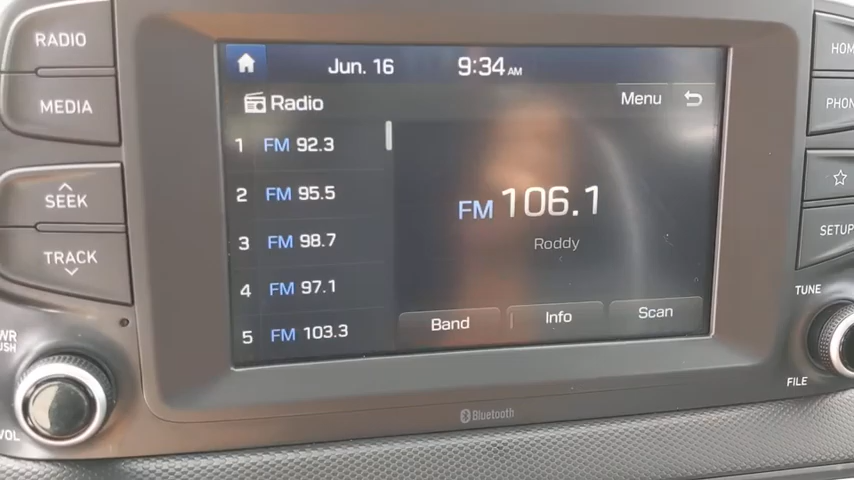 RADIO
MEDIA
SEEK
TRACK
VOL
Jun. 16 9:34 AM
Radio
Menu
1 FM 92.3
2 FM 95.5
3 FM 98.7
4 FM 97.1
5 FM 103.3
FM 106.1
Roddy
Band Info Scan
Bluetooth
HOM
PHON
SETUP
TUNE
FILE